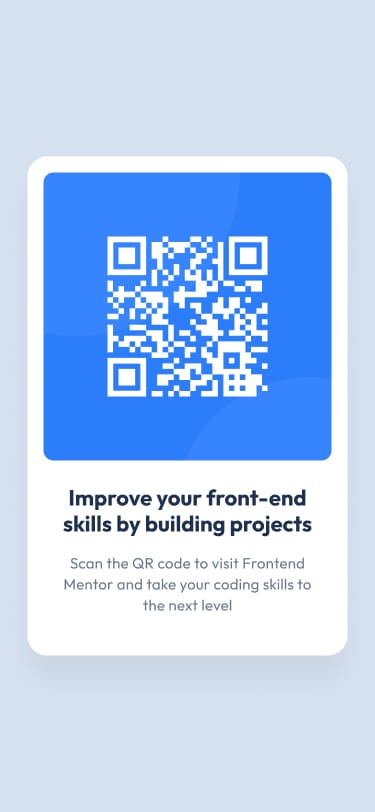 Improve your front-end
skills by building projects
Scan the QR code to visit Frontend
Mentor and take your coding skills to
the next level